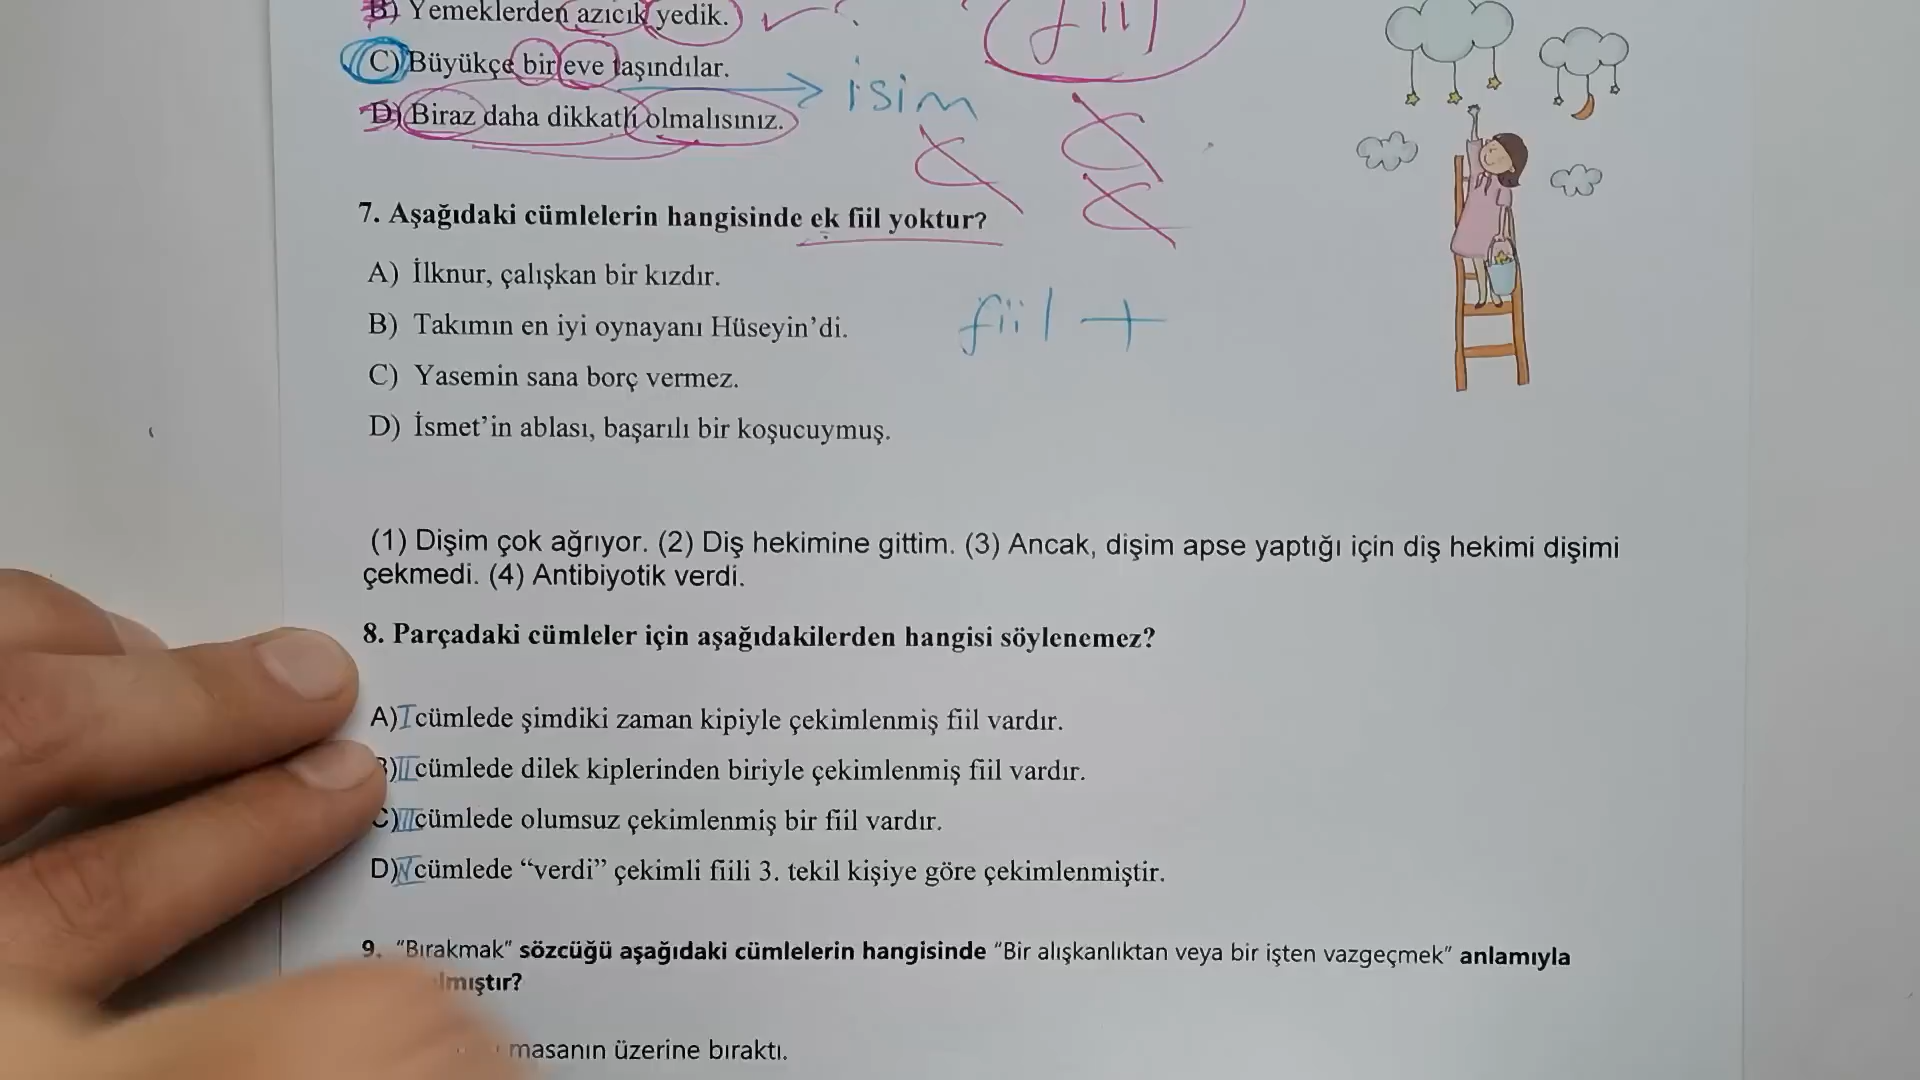 B) Yemeklerden azıcık yedik.
fiil
C) Büyükçe bir eve taşındılar.
isim
D) Biraz daha dikkatli olmalısınız.
7. Aşağıdaki cümlelerin hangisinde ek fiil yoktur?
A) İlknur, çalışkan bir kızdır.
B) Takımın en iyi oynayanı Hüseyin’di.
fiil +
C) Yasemin sana borç vermez.
D) İsmet’in ablası, başarılı bir koşucuymuş.
(1) Dişim çok ağrıyor. (2) Diş hekimine gittim. (3) Ancak, dişim apse yaptığı için diş hekimi dişimi
çekmedi. (4) Antibiyotik verdi.
8. Parçadaki cümleler için aşağıdakilerden hangisi söylenemez?
A) I cümlede şimdiki zaman kipiyle çekimlenmiş fiil vardır.
B) II cümlede dilek kiplerinden biriyle çekimlenmiş fiil vardır.
C) III cümlede olumsuz çekimlenmiş bir fiil vardır.
D) IV cümlede “verdi” çekimli fiili 3. tekil kişiye göre çekimlenmiştir.
9. “Bırakmak” sözcüğü aşağıdaki cümlelerin hangisinde “Bir alışkanlıktan veya bir işten vazgeçmek” anlamıyla
lmıştır?
masanın üzerine bıraktı.